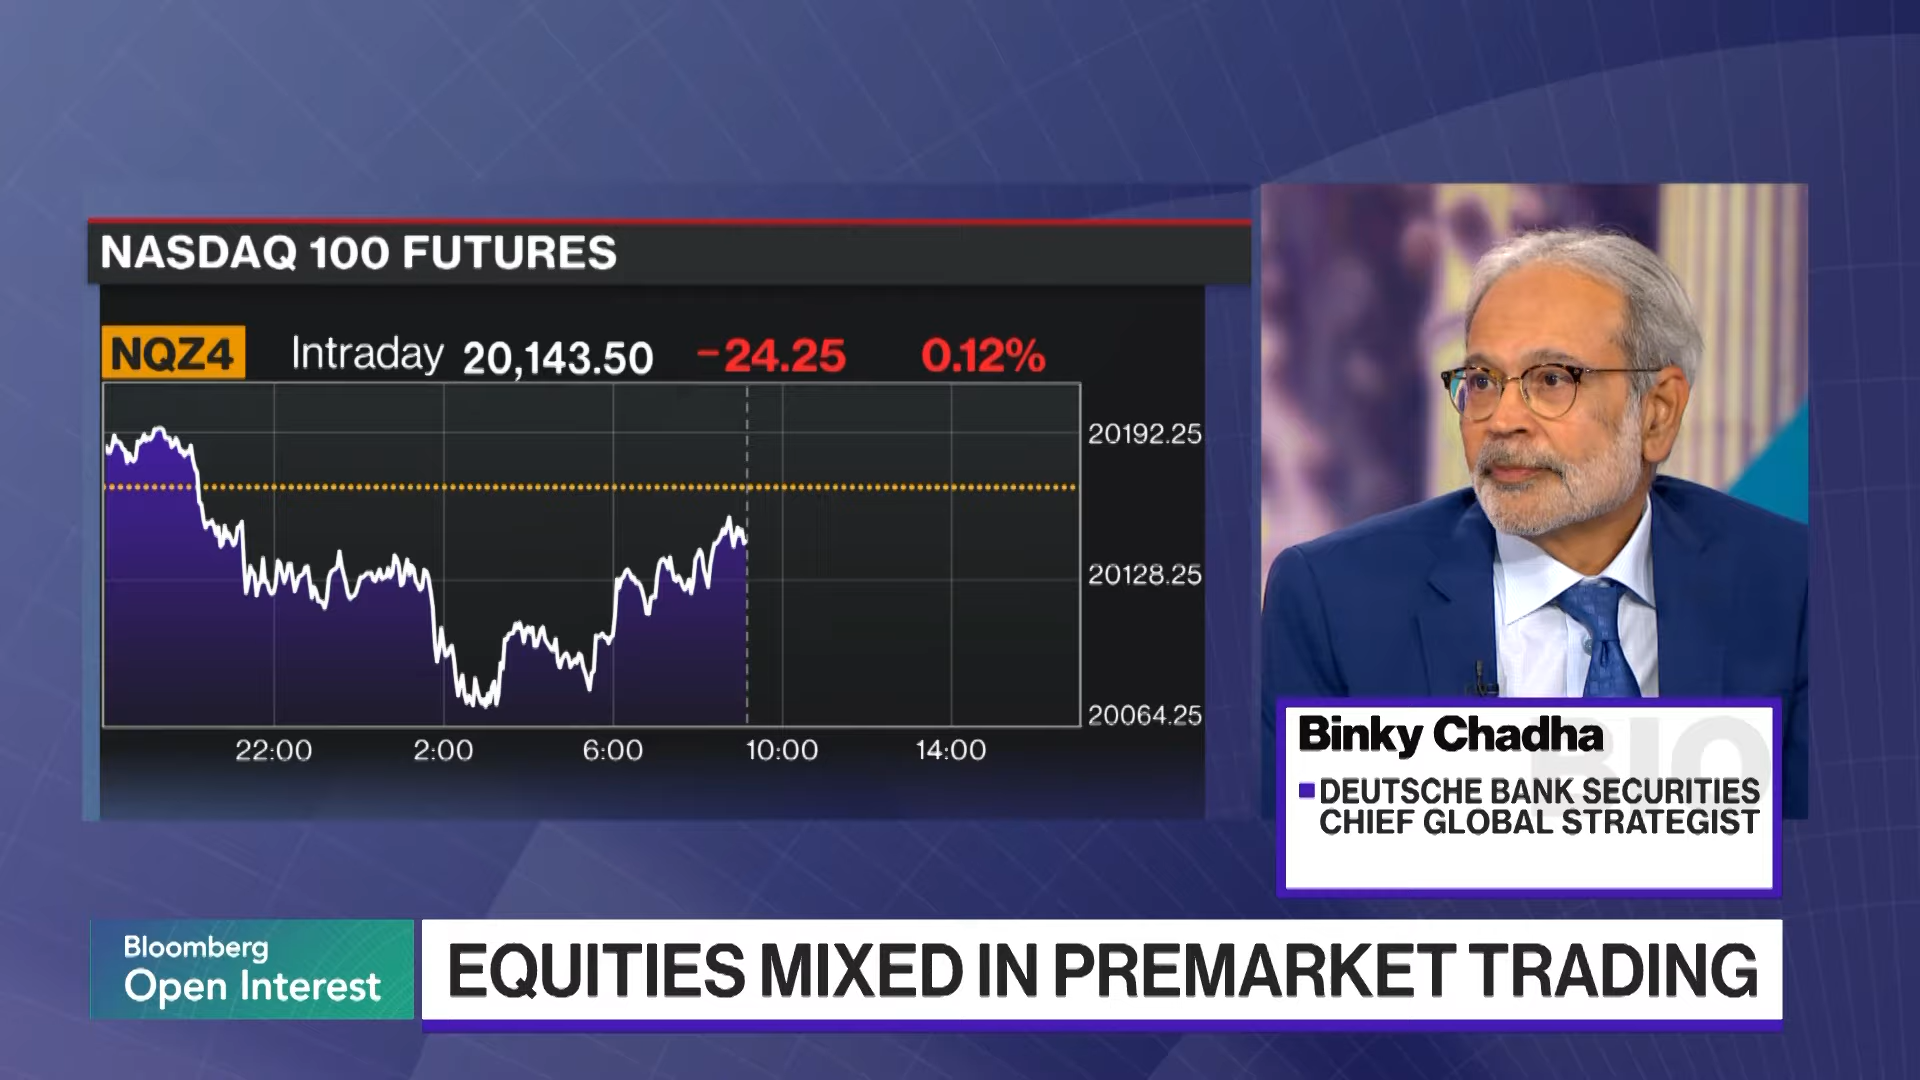 NASDAQ 100 FUTURES
NQZ4 Intraday 20,143.50 -24.25 0.12%
20192.25
20128.25
20064.25
22:00 2:00 6:00 10:00 14:00
BIO
Binky Chadha
DEUTSCHE BANK SECURITIES
CHIEF GLOBAL STRATEGIST
Bloomberg
Open Interest
EQUITIES MIXED IN PREMARKET TRADING